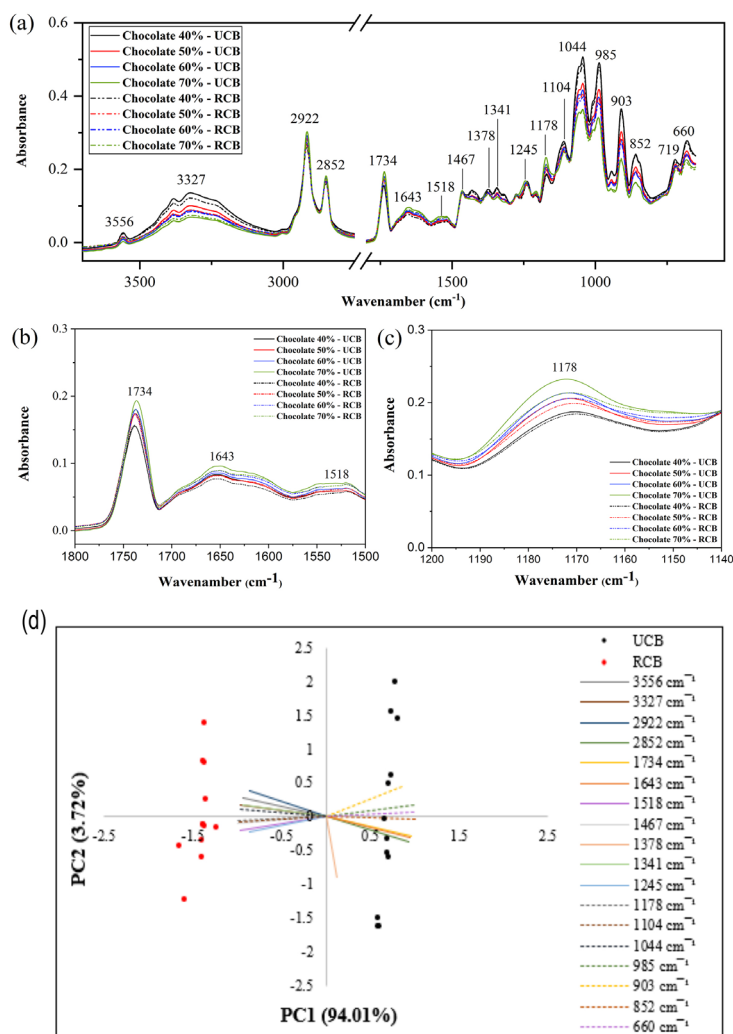 (a)
0.6
0.4
0.2
0.0
Absorbance
Chocolate 40% - UCB
Chocolate 50% - UCB
Chocolate 60% - UCB
Chocolate 70% - UCB
Chocolate 40% - RCB
Chocolate 50% - RCB
Chocolate 60% - RCB
Chocolate 70% - RCB
3556
3327
2922
2852
1734
1643
1518
1467
1378
1341
1245
1178
1104
1044
985
903
852
719
660
3500 3000 1500 1000
Wavenamber (cm⁻¹)
(b)
0.3
0.2
0.1
0.0
Absorbance
Chocolate 40% - UCB
Chocolate 50% - UCB
Chocolate 60% - UCB
Chocolate 70% - UCB
Chocolate 40% - RCB
Chocolate 50% - RCB
Chocolate 60% - RCB
Chocolate 70% - RCB
1734
1643
1518
1800 1750 1700 1650 1600 1550 1500
Wavenamber (cm⁻¹)
(c)
0.3
0.2
0.1
0.0
Absorbance
1178
Chocolate 40% - UCB
Chocolate 50% - UCB
Chocolate 60% - UCB
Chocolate 70% - UCB
Chocolate 40% - RCB
Chocolate 50% - RCB
Chocolate 60% - RCB
Chocolate 70% - RCB
1200 1190 1180 1170 1160 1150 1140
Wavenamber (cm⁻¹)
(d)
2.5
2
1.5
1
0.5
0
-0.5
-1
-1.5
-2
-2.5
-2.5 -1.5 -0.5 0.5 1.5 2.5
PC2 (3.72%)
PC1 (94.01%)
UCB
RCB
3556 cm⁻¹
3327 cm⁻¹
2922 cm⁻¹
2852 cm⁻¹
1734 cm⁻¹
1643 cm⁻¹
1518 cm⁻¹
1467 cm⁻¹
1378 cm⁻¹
1341 cm⁻¹
1245 cm⁻¹
1178 cm⁻¹
1104 cm⁻¹
1044 cm⁻¹
985 cm⁻¹
903 cm⁻¹
852 cm⁻¹
660 cm⁻¹